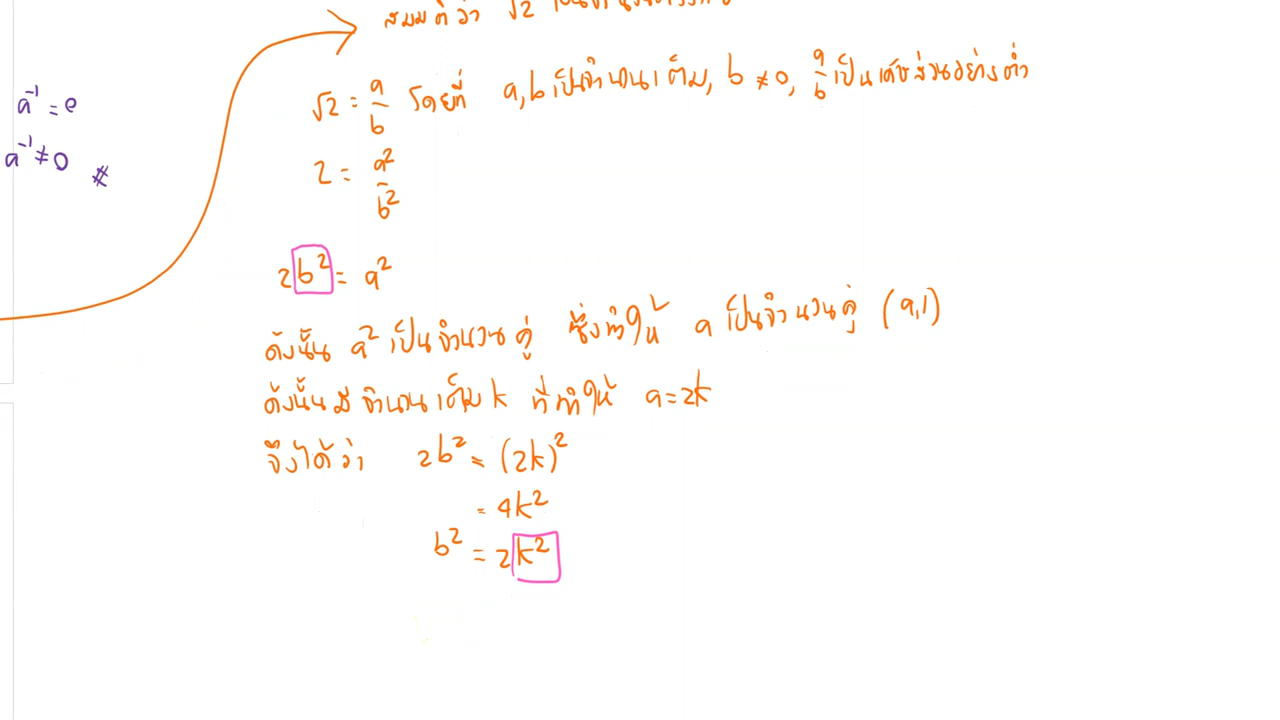 สมมติว่า √2 เป็นจำนวนตรรกยะ
a⁻¹ = e
a⁻¹ ≠ 0 #
√2 = a/b โดยที่ a,b เป็นจำนวนเต็ม, b ≠ 0, a/b เป็นเศษส่วนอย่างต่ำ
2 = a²/b²
2b² = a²
ดังนั้น a² เป็นจำนวนคู่ ซึ่งทำให้ a เป็นจำนวนคู่ (a,1)
ดังนั้นมีจำนวนเต็ม k ที่ทำให้ a=2k
จึงได้ว่า 2b² = (2k)²
= 4k²
b² = 2k²